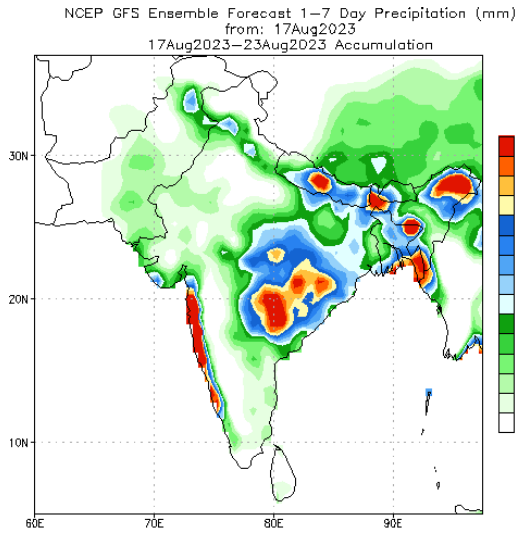 NCEP GFS Ensemble Forecast 1-7 Day Precipitation (mm)
from: 17Aug2023
17Aug2023-23Aug2023 Accumulation
30N
20N
10N
60E 70E 80E 90E